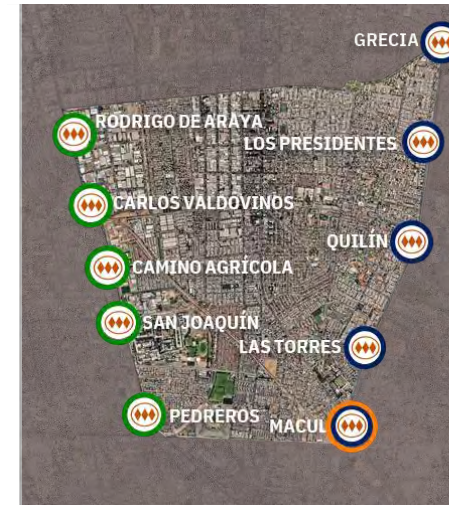 GRECIA
RODRIGO DE ARAYA
LOS PRESIDENTES
CARLOS VALDOVINOS
QUILÍN
CAMINO AGRÍCOLA
SAN JOAQUÍN
LAS TORRES
PEDREROS
MACUL